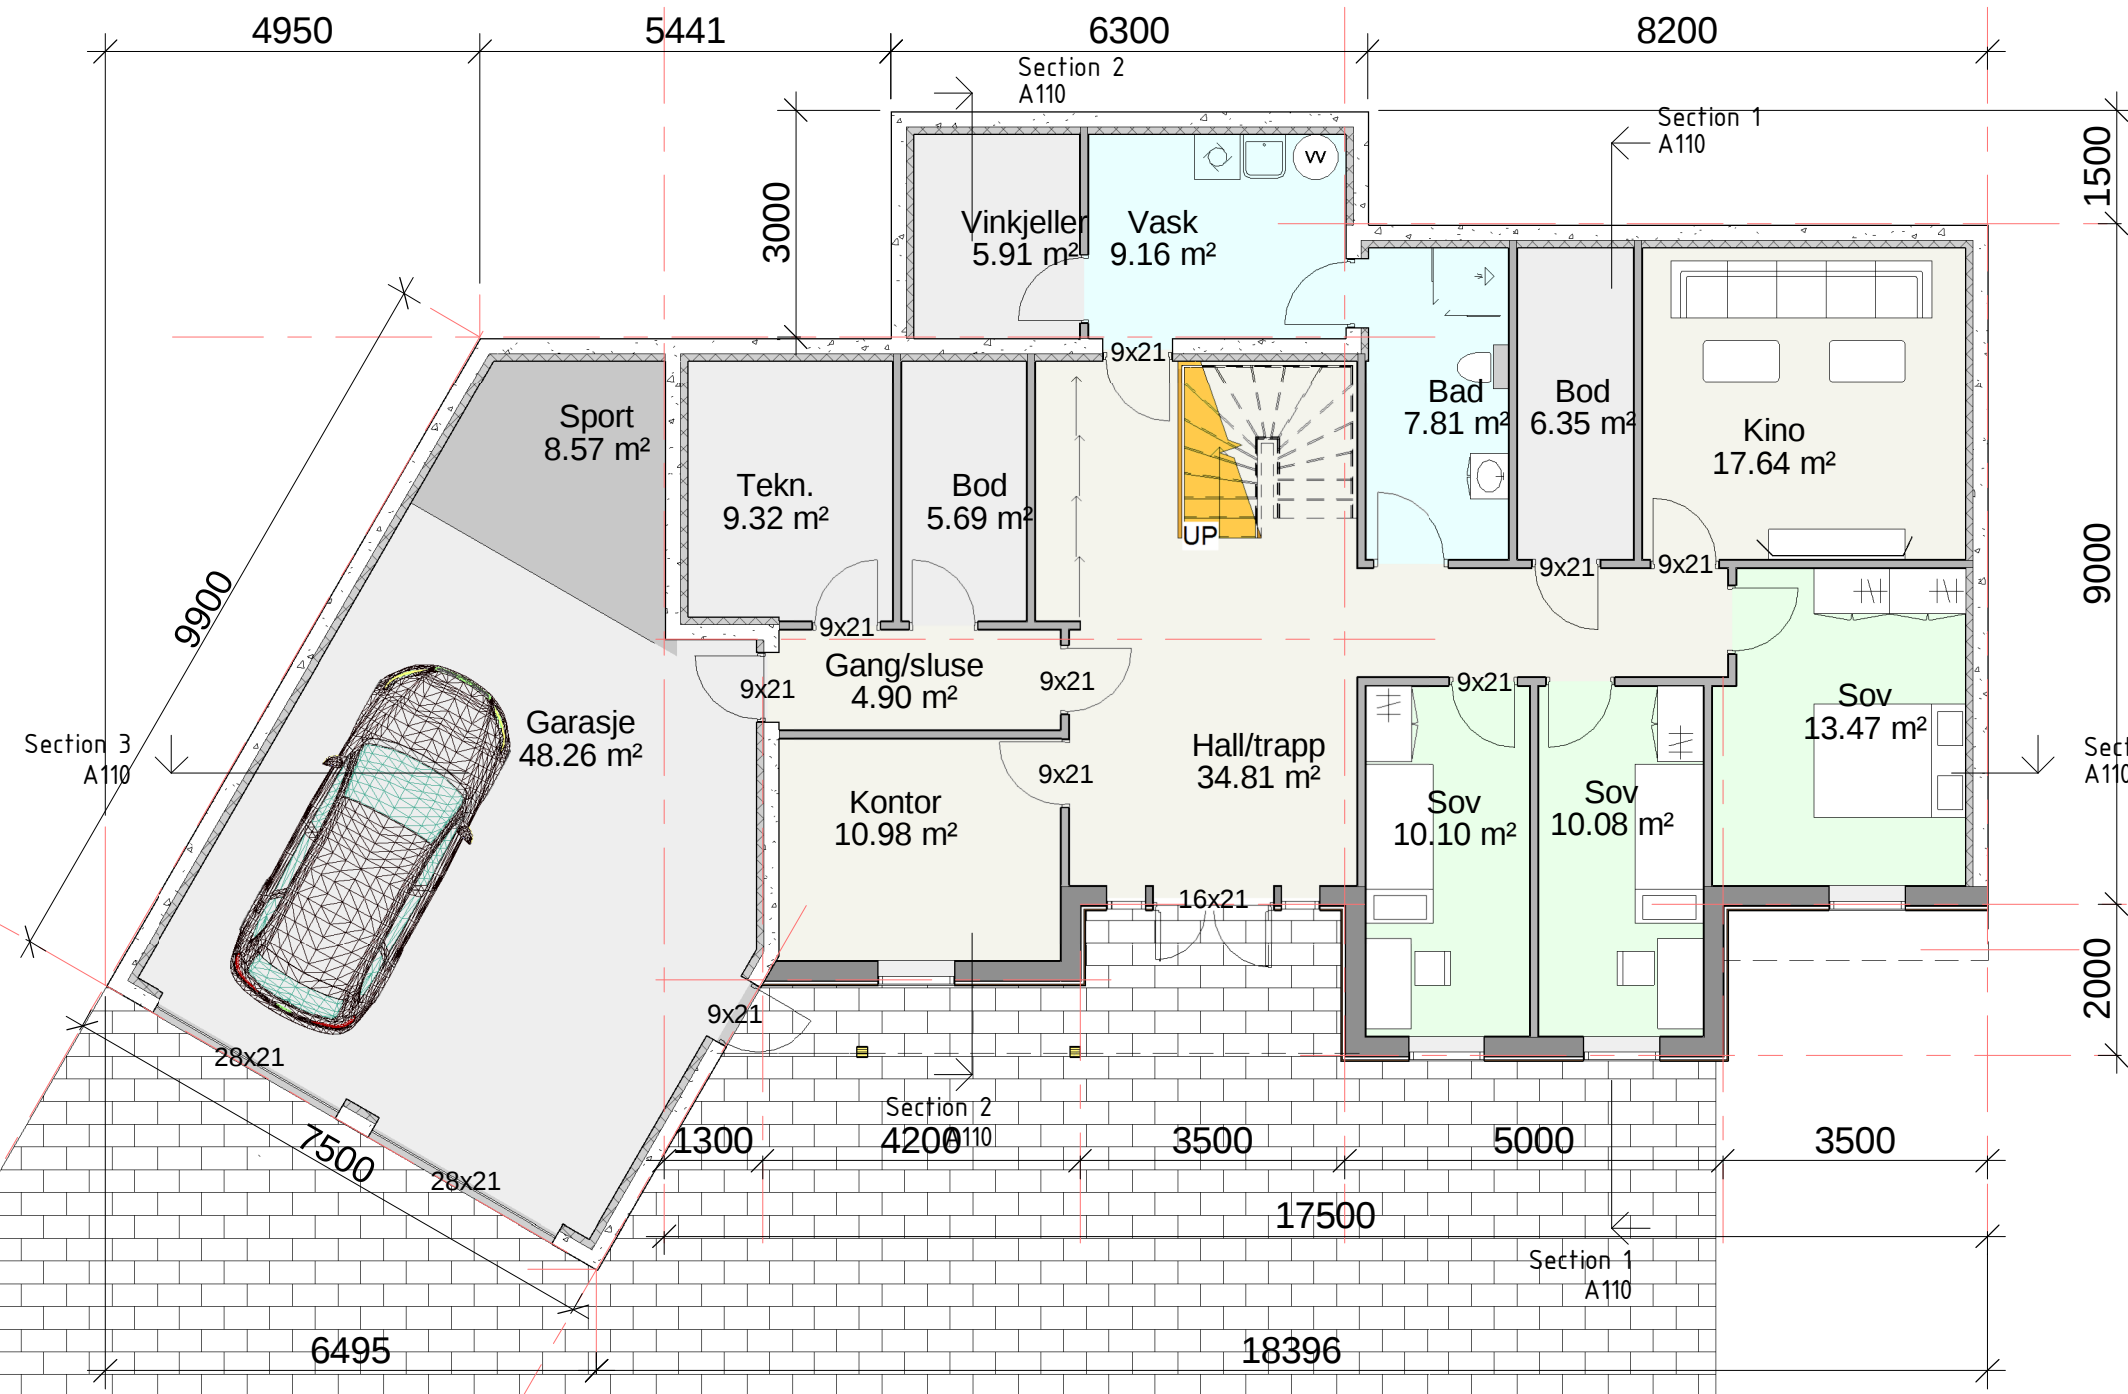 4950
5441
6300
8200
Section 2
A110
Section 1
A110
1500
3000
Vinkjeller
5.91 m²
Vask
9.16 m²
W
9x21
Sport
8.57 m²
Tekn.
9.32 m²
Bod
5.69 m²
UP
Bad
7.81 m²
Bod
6.35 m²
Kino
17.64 m²
9000
9900
9x21
9x21
9x21
Gang/sluse
4.90 m²
9x21
9x21
9x21
Garasje
48.26 m²
Section 3
A110
Kontor
10.98 m²
9x21
Hall/trapp
34.81 m²
Sov
10.10 m²
Sov
10.08 m²
Sov
13.47 m²
Sect
A110
16x21
2000
9x21
28x21
28x21
7500
Section 2
A110
1300
4200
3500
5000
3500
17500
Section 1
A110
6495
18396